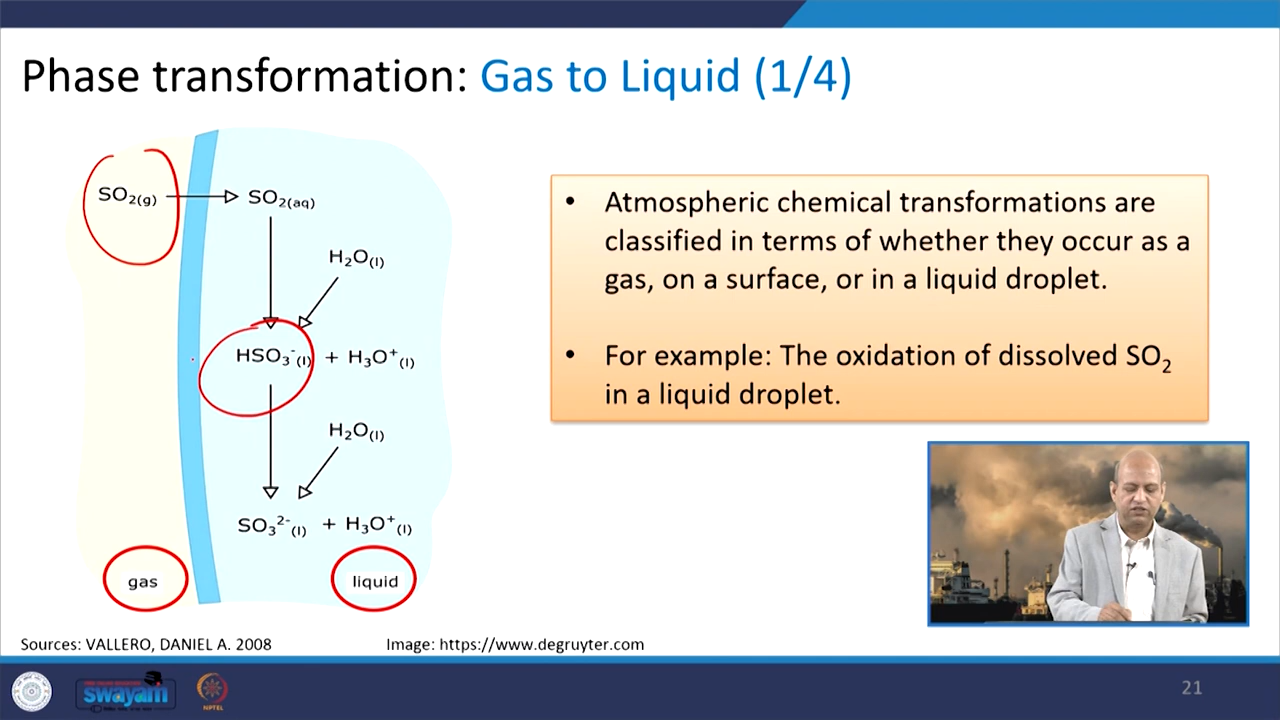 Phase transformation: Gas to Liquid (1/4)
SO₂(g)
SO₂(aq)
H₂O(l)
HSO₃⁻(l) + H₃O⁺(l)
H₂O(l)
SO₃²⁻(l) + H₃O⁺(l)
gas
liquid
• Atmospheric chemical transformations are
classified in terms of whether they occur as a
gas, on a surface, or in a liquid droplet.
• For example: The oxidation of dissolved SO₂
in a liquid droplet.
Sources: VALLERO, DANIEL A. 2008
Image: https://www.degruyter.com
swayam
NPTEL
21